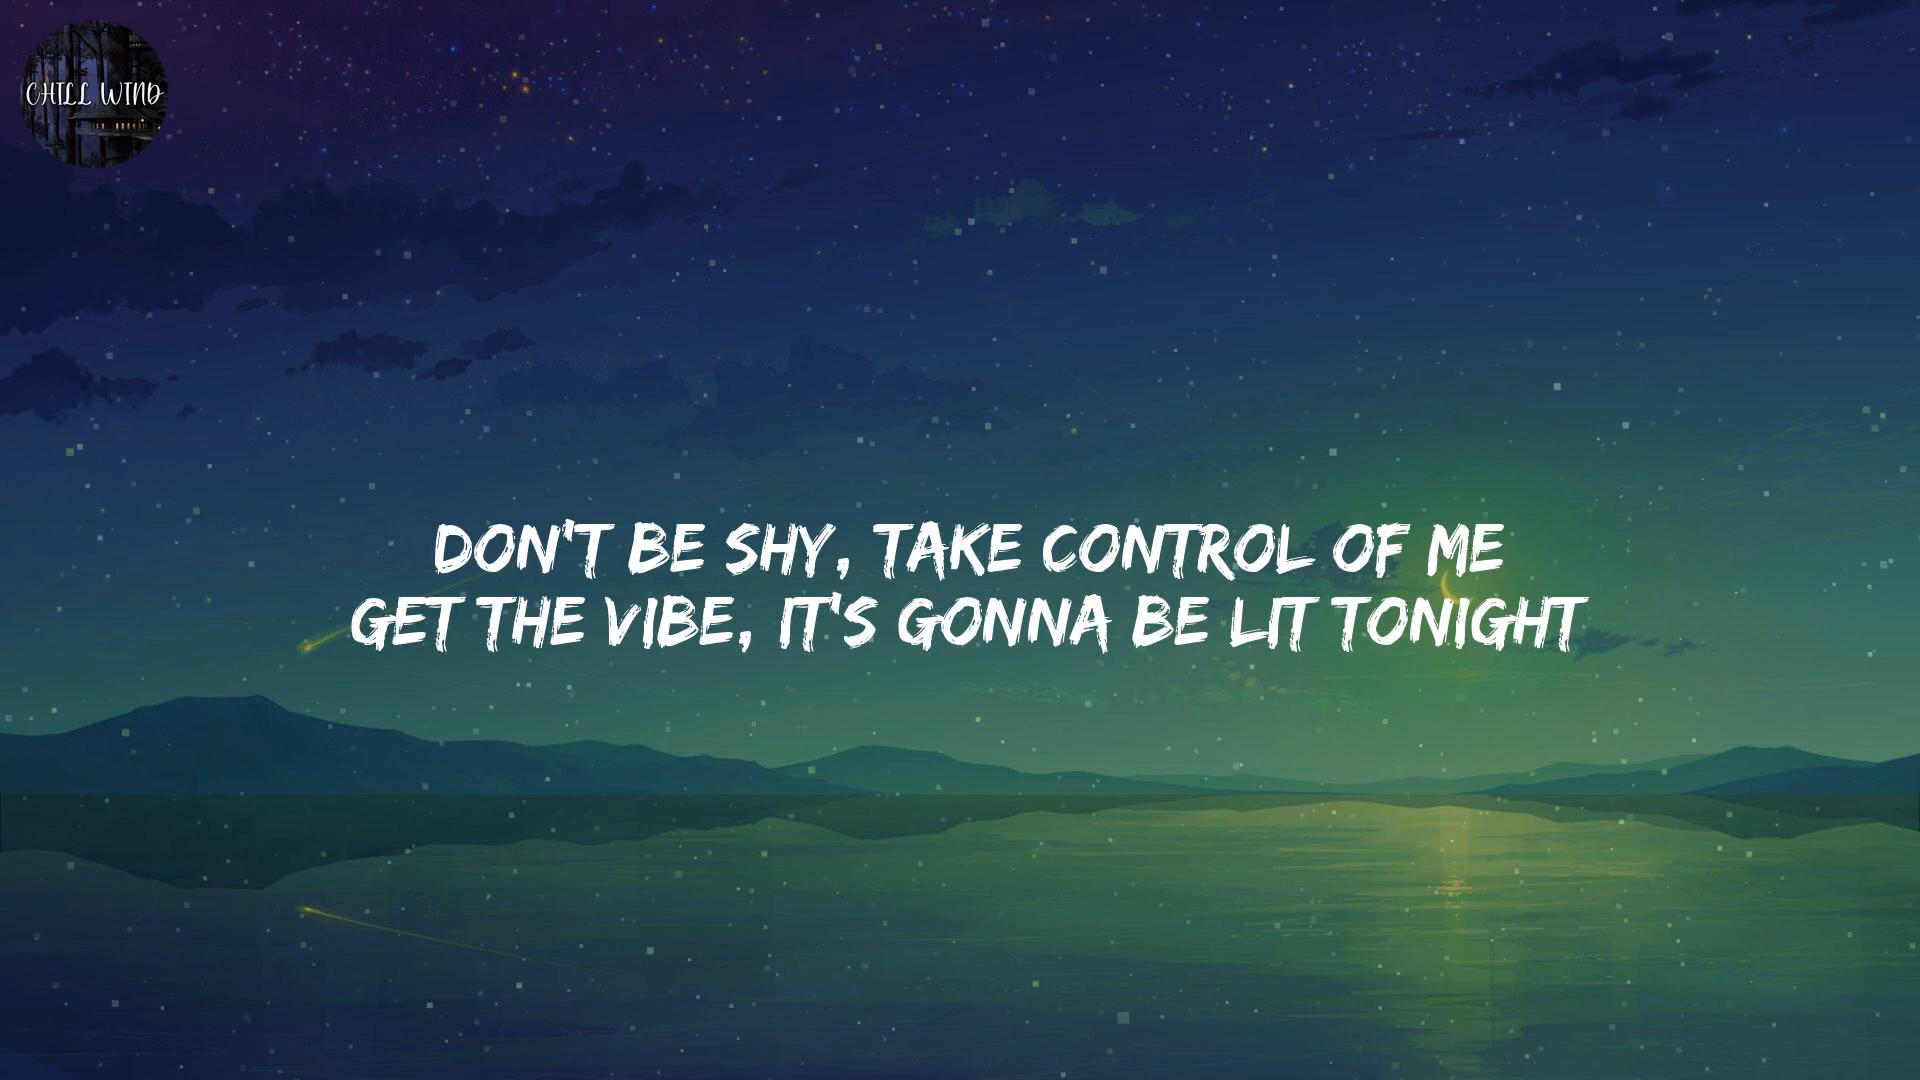 CHILL WIND
DON'T BE SHY, TAKE CONTROL OF ME
GET THE VIBE, IT'S GONNA BE LIT TONIGHT